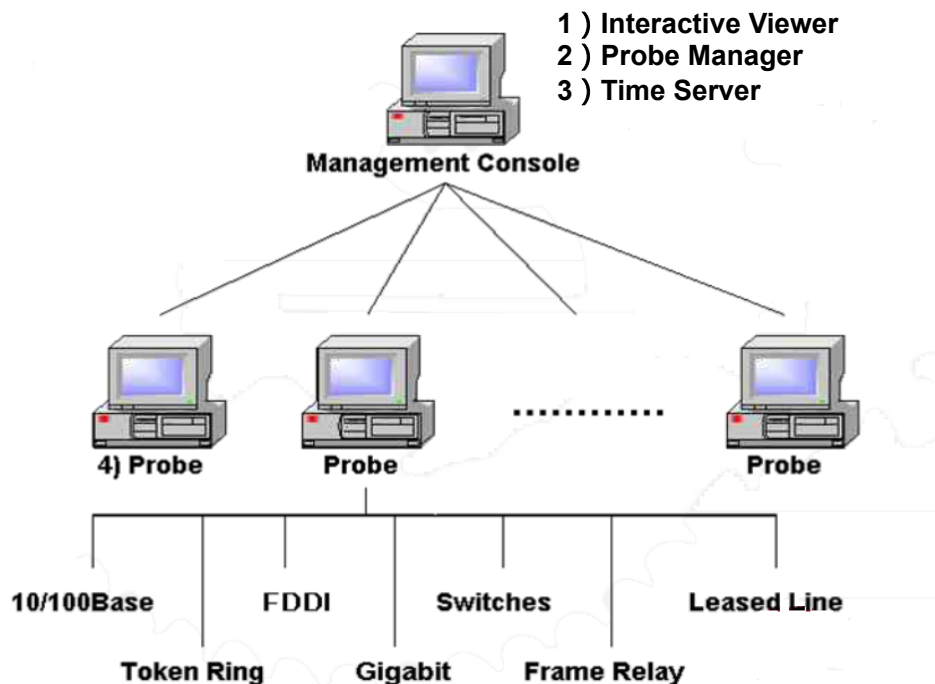 1）Interactive Viewer
2）Probe Manager
3）Time Server
Management Console
4) Probe
Probe
Probe
10/100Base
FDDI
Switches
Leased Line
Token Ring
Gigabit
Frame Relay